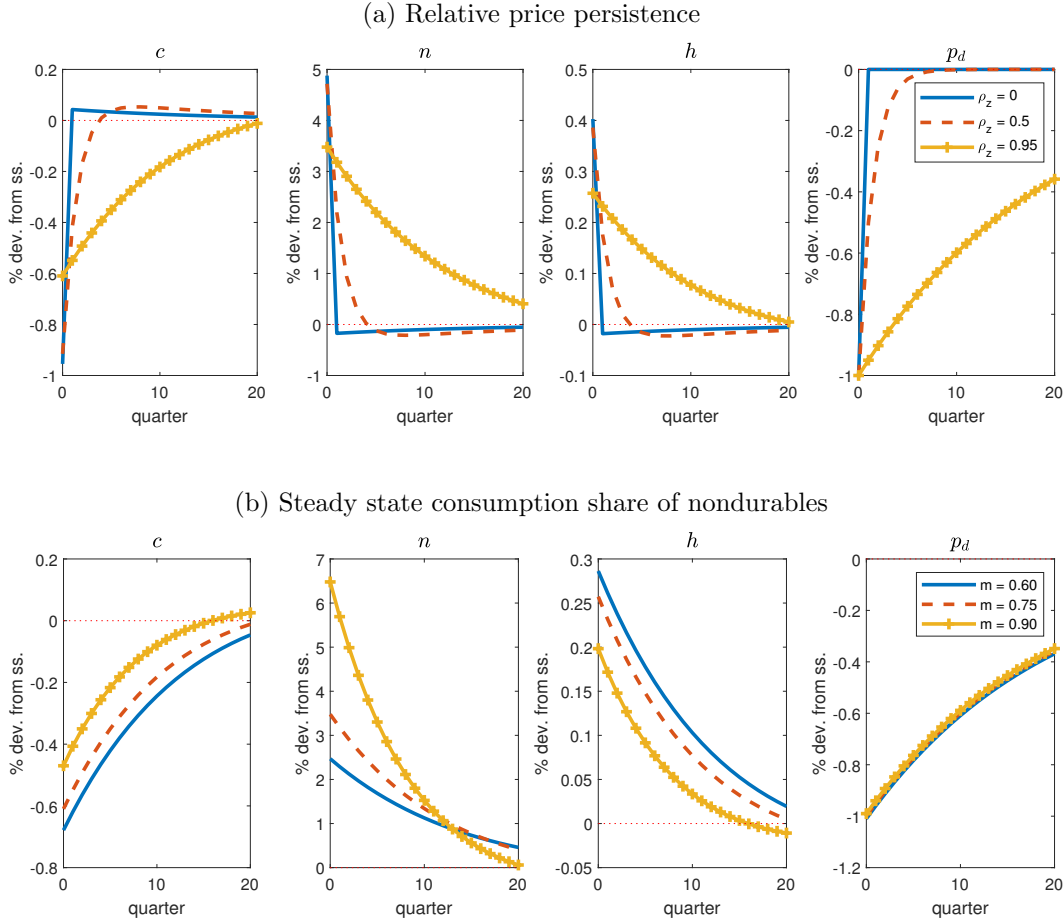 (a) Relative price persistence
c
n
h
p_d
% dev. from ss.
0.2
0
-0.2
-0.4
-0.6
-0.8
-1
0 10 20
quarter
% dev. from ss.
5
4
3
2
1
0
1
0 10 20
quarter
% dev. from ss.
0.5
0.4
0.3
0.2
0.1
0
-0.1
0 10 20
quarter
% dev. from ss.
0
-0.2
-0.4
-0.6
-0.8
-1
0 10 20
quarter
ρ_z = 0
ρ_z = 0.5
ρ_z = 0.95
(b) Steady state consumption share of nondurables
c
n
h
p_d
% dev. from ss.
0.2
0
-0.2
-0.4
-0.6
-0.8
0 10 20
quarter
% dev. from ss.
7
6
5
4
3
2
1
0
0 10 20
quarter
% dev. from ss.
0.3
0.25
0.2
0.15
0.1
0.05
0
-0.05
0 10 20
quarter
% dev. from ss.
0
-0.2
-0.4
-0.6
-0.8
-1
-1.2
0 10 20
quarter
m = 0.60
m = 0.75
m = 0.90